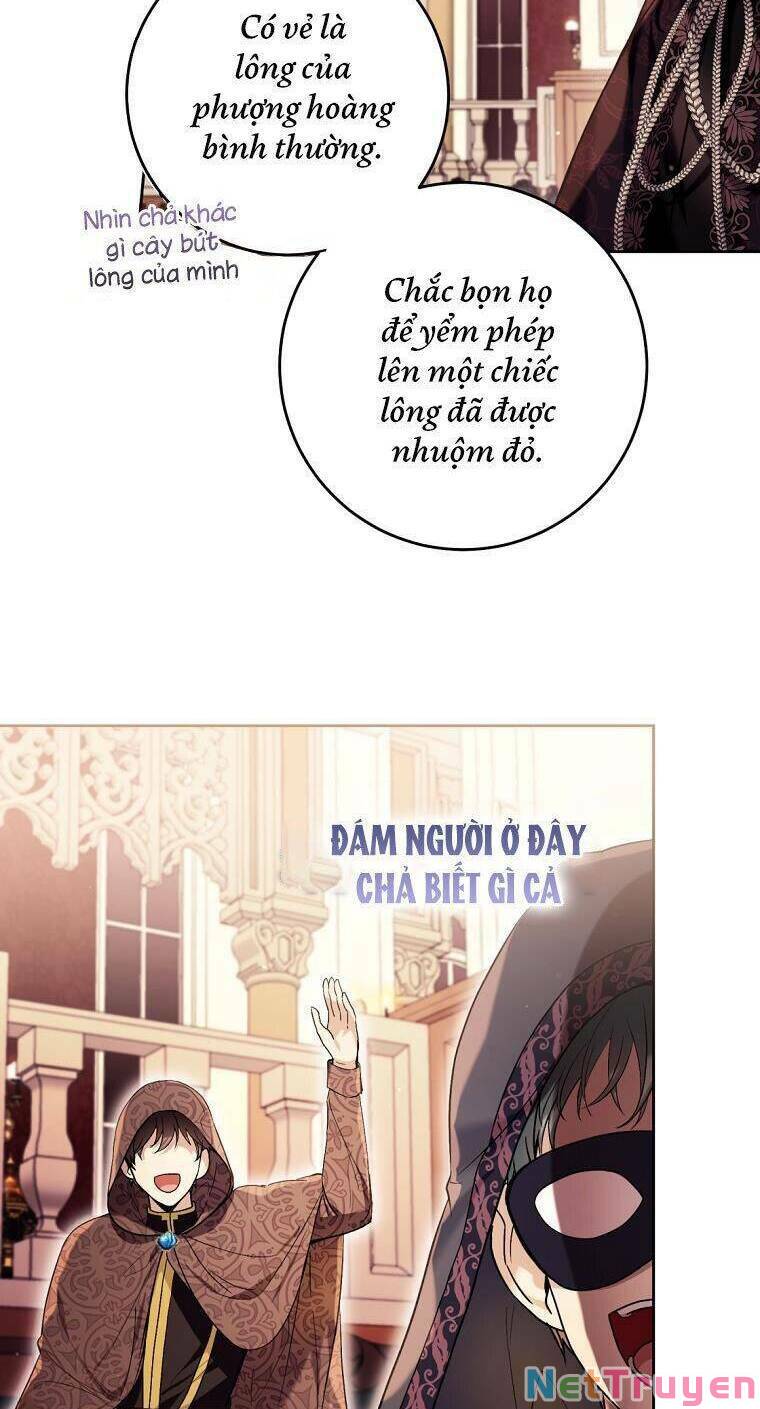 Có vẻ là
lông của
phượng hoàng
bình thường.
Nhìn chả khác
gì cây bút
lông của mình
Chắc bọn họ
để yểm phép
lên một chiếc
lông đã được
nhuộm đỏ.
ĐÁM NGƯỜI Ở ĐÂY
CHẢ BIẾT GÌ CẢ
NetTruyen